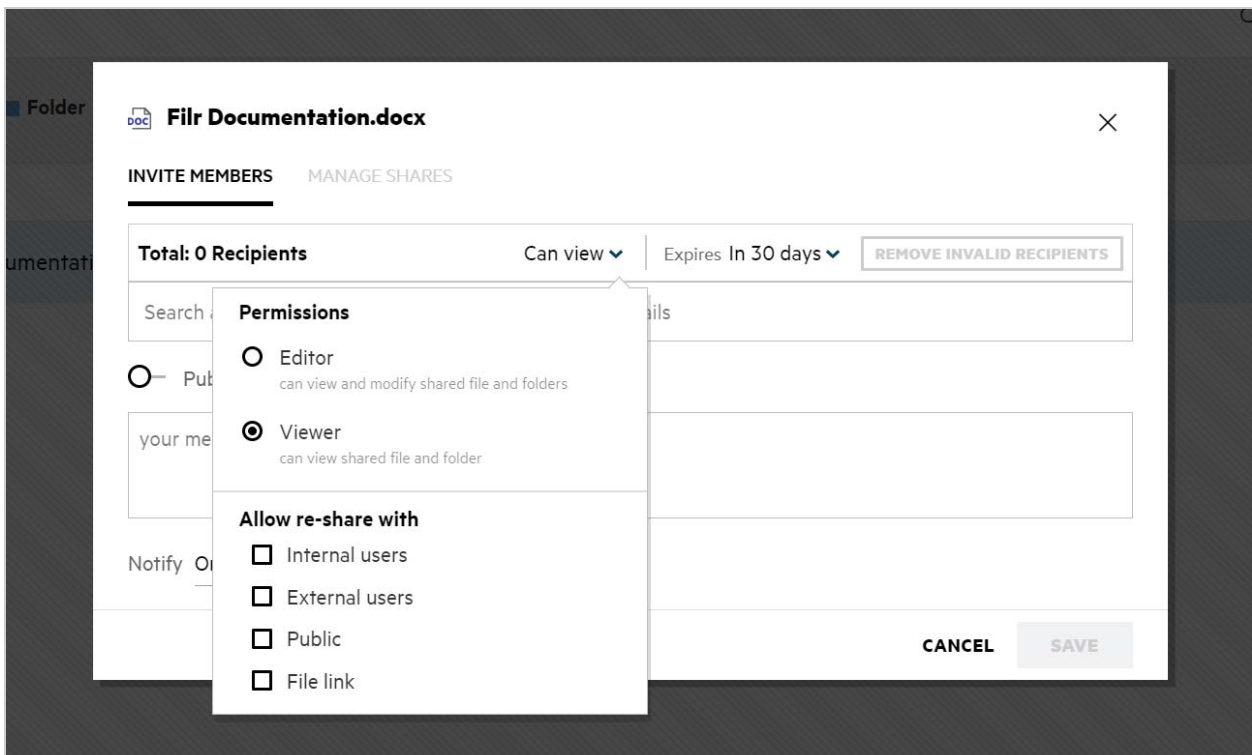 Folder
DOC Filr Documentation.docx
INVITE MEMBERS MANAGE SHARES
Total: 0 Recipients Can view Expires In 30 days REMOVE INVALID RECIPIENTS
umentati
Search ails
Permissions
Editor
can view and modify shared file and folders
Pub
Viewer
your me
can view shared file and folder
Allow re-share with
Internal users
Notify
External users
Public
CANCEL SAVE
File link